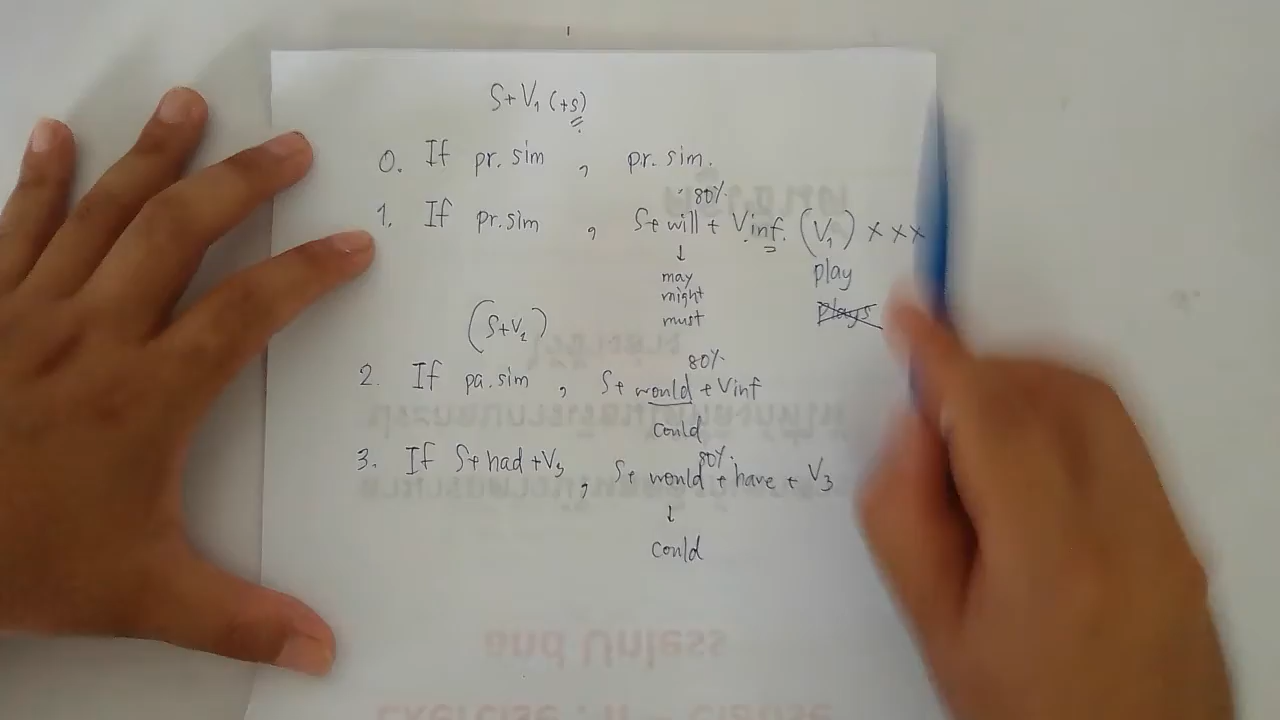 S+V1 (+s)
0. If pr. sim , pr. sim.
80%.
1. If pr.sim , S+ will + Vinf. (V1) x x x
↓
may
might
must
play
plays
(S+V2)
80%
2. If pa. sim , S+ would + Vinf
could
80%.
3. If S+ had +V3 , S+ would + have + V3
↓
could
and Unless